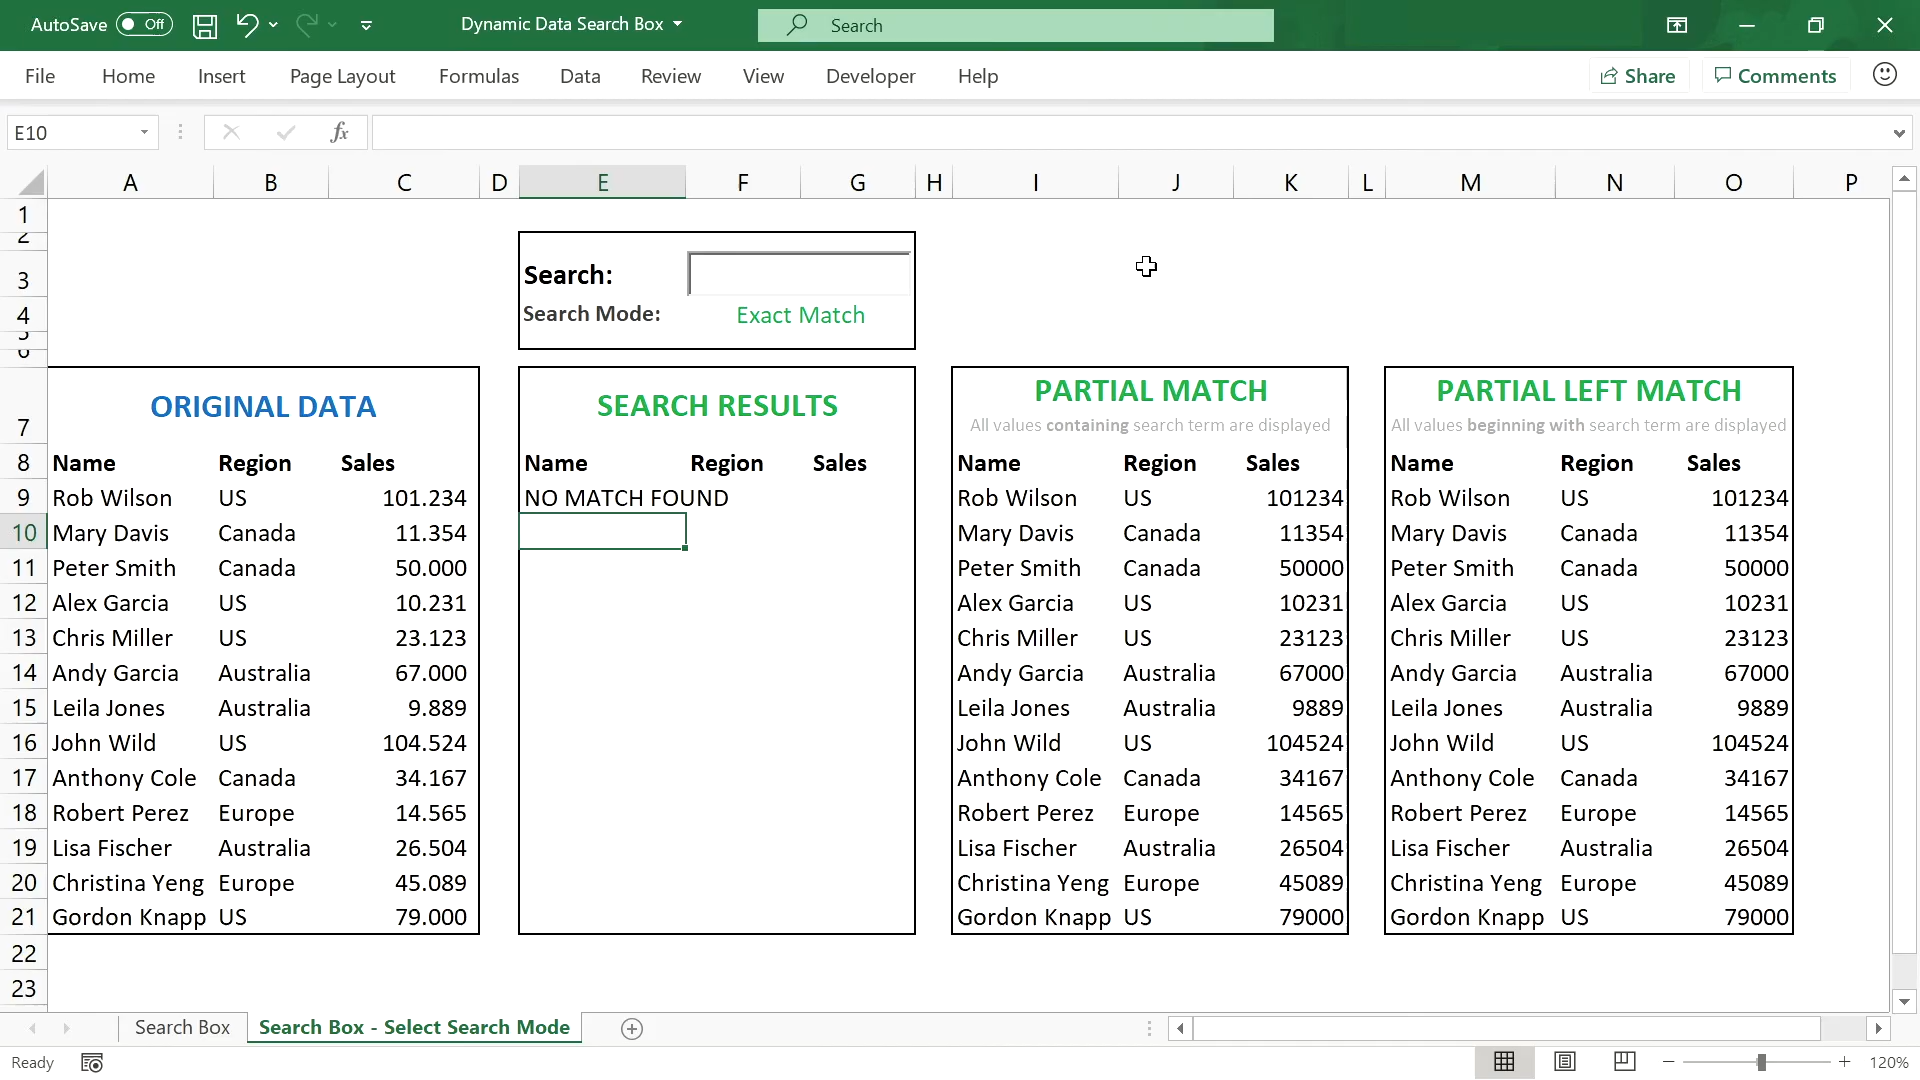 AutoSave Off Dynamic Data Search Box Search
File Home Insert Page Layout Formulas Data Review View Developer Help Share Comments
E10 fx
A B C D E F G H I J K L M N O P
1
2
3 Search:
4 Search Mode: Exact Match
5
6
7 ORIGINAL DATA SEARCH RESULTS PARTIAL MATCH PARTIAL LEFT MATCH
All values containing search term are displayed All values beginning with search term are displayed
8 Name Region Sales Name Region Sales Name Region Sales Name Region Sales
9 Rob Wilson US 101.234 NO MATCH FOUND Rob Wilson US 101234 Rob Wilson US 101234
10 Mary Davis Canada 11.354 Mary Davis Canada 11354 Mary Davis Canada 11354
11 Peter Smith Canada 50.000 Peter Smith Canada 50000 Peter Smith Canada 50000
12 Alex Garcia US 10.231 Alex Garcia US 10231 Alex Garcia US 10231
13 Chris Miller US 23.123 Chris Miller US 23123 Chris Miller US 23123
14 Andy Garcia Australia 67.000 Andy Garcia Australia 67000 Andy Garcia Australia 67000
15 Leila Jones Australia 9.889 Leila Jones Australia 9889 Leila Jones Australia 9889
16 John Wild US 104.524 John Wild US 104524 John Wild US 104524
17 Anthony Cole Canada 34.167 Anthony Cole Canada 34167 Anthony Cole Canada 34167
18 Robert Perez Europe 14.565 Robert Perez Europe 14565 Robert Perez Europe 14565
19 Lisa Fischer Australia 26.504 Lisa Fischer Australia 26504 Lisa Fischer Australia 26504
20 Christina Yeng Europe 45.089 Christina Yeng Europe 45089 Christina Yeng Europe 45089
21 Gordon Knapp US 79.000 Gordon Knapp US 79000 Gordon Knapp US 79000
22
23
Search Box Search Box - Select Search Mode
Ready 120%